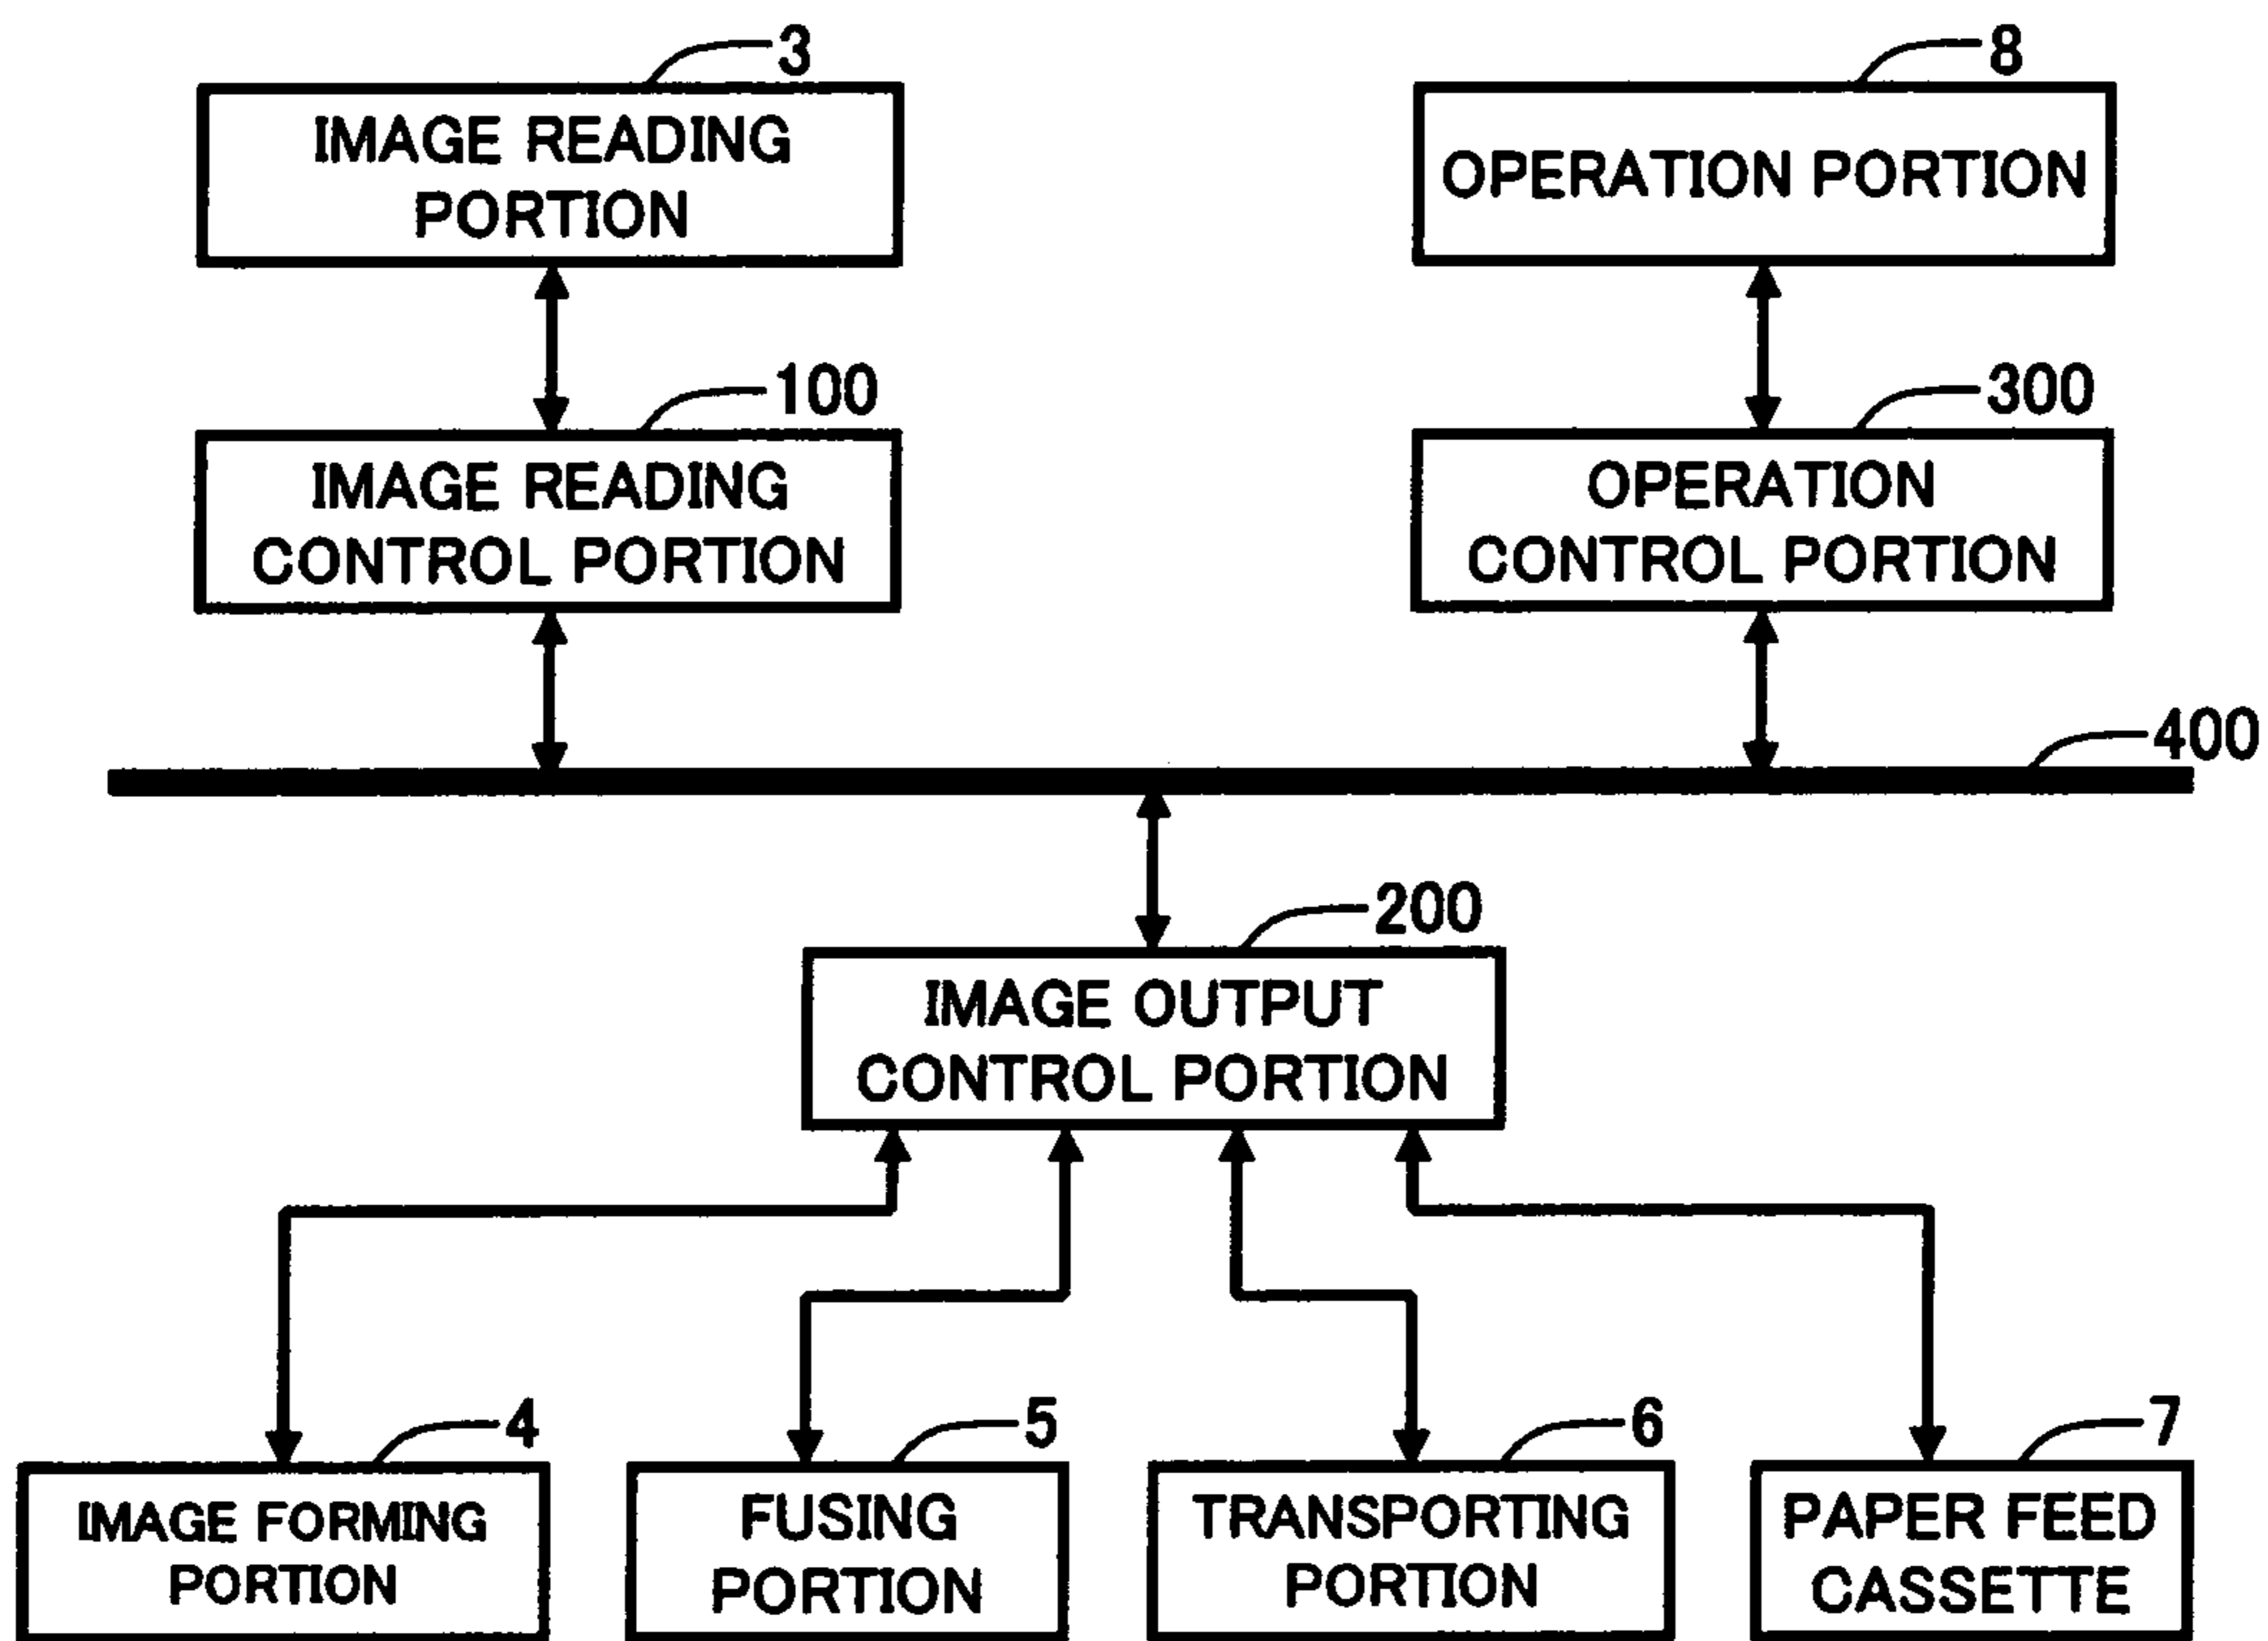 3
IMAGE READING
PORTION
8
OPERATION PORTION
100
IMAGE READING
CONTROL PORTION
300
OPERATION
CONTROL PORTION
400
200
IMAGE OUTPUT
CONTROL PORTION
4
IMAGE FORMING
PORTION
5
FUSING
PORTION
6
TRANSPORTING
PORTION
7
PAPER FEED
CASSETTE